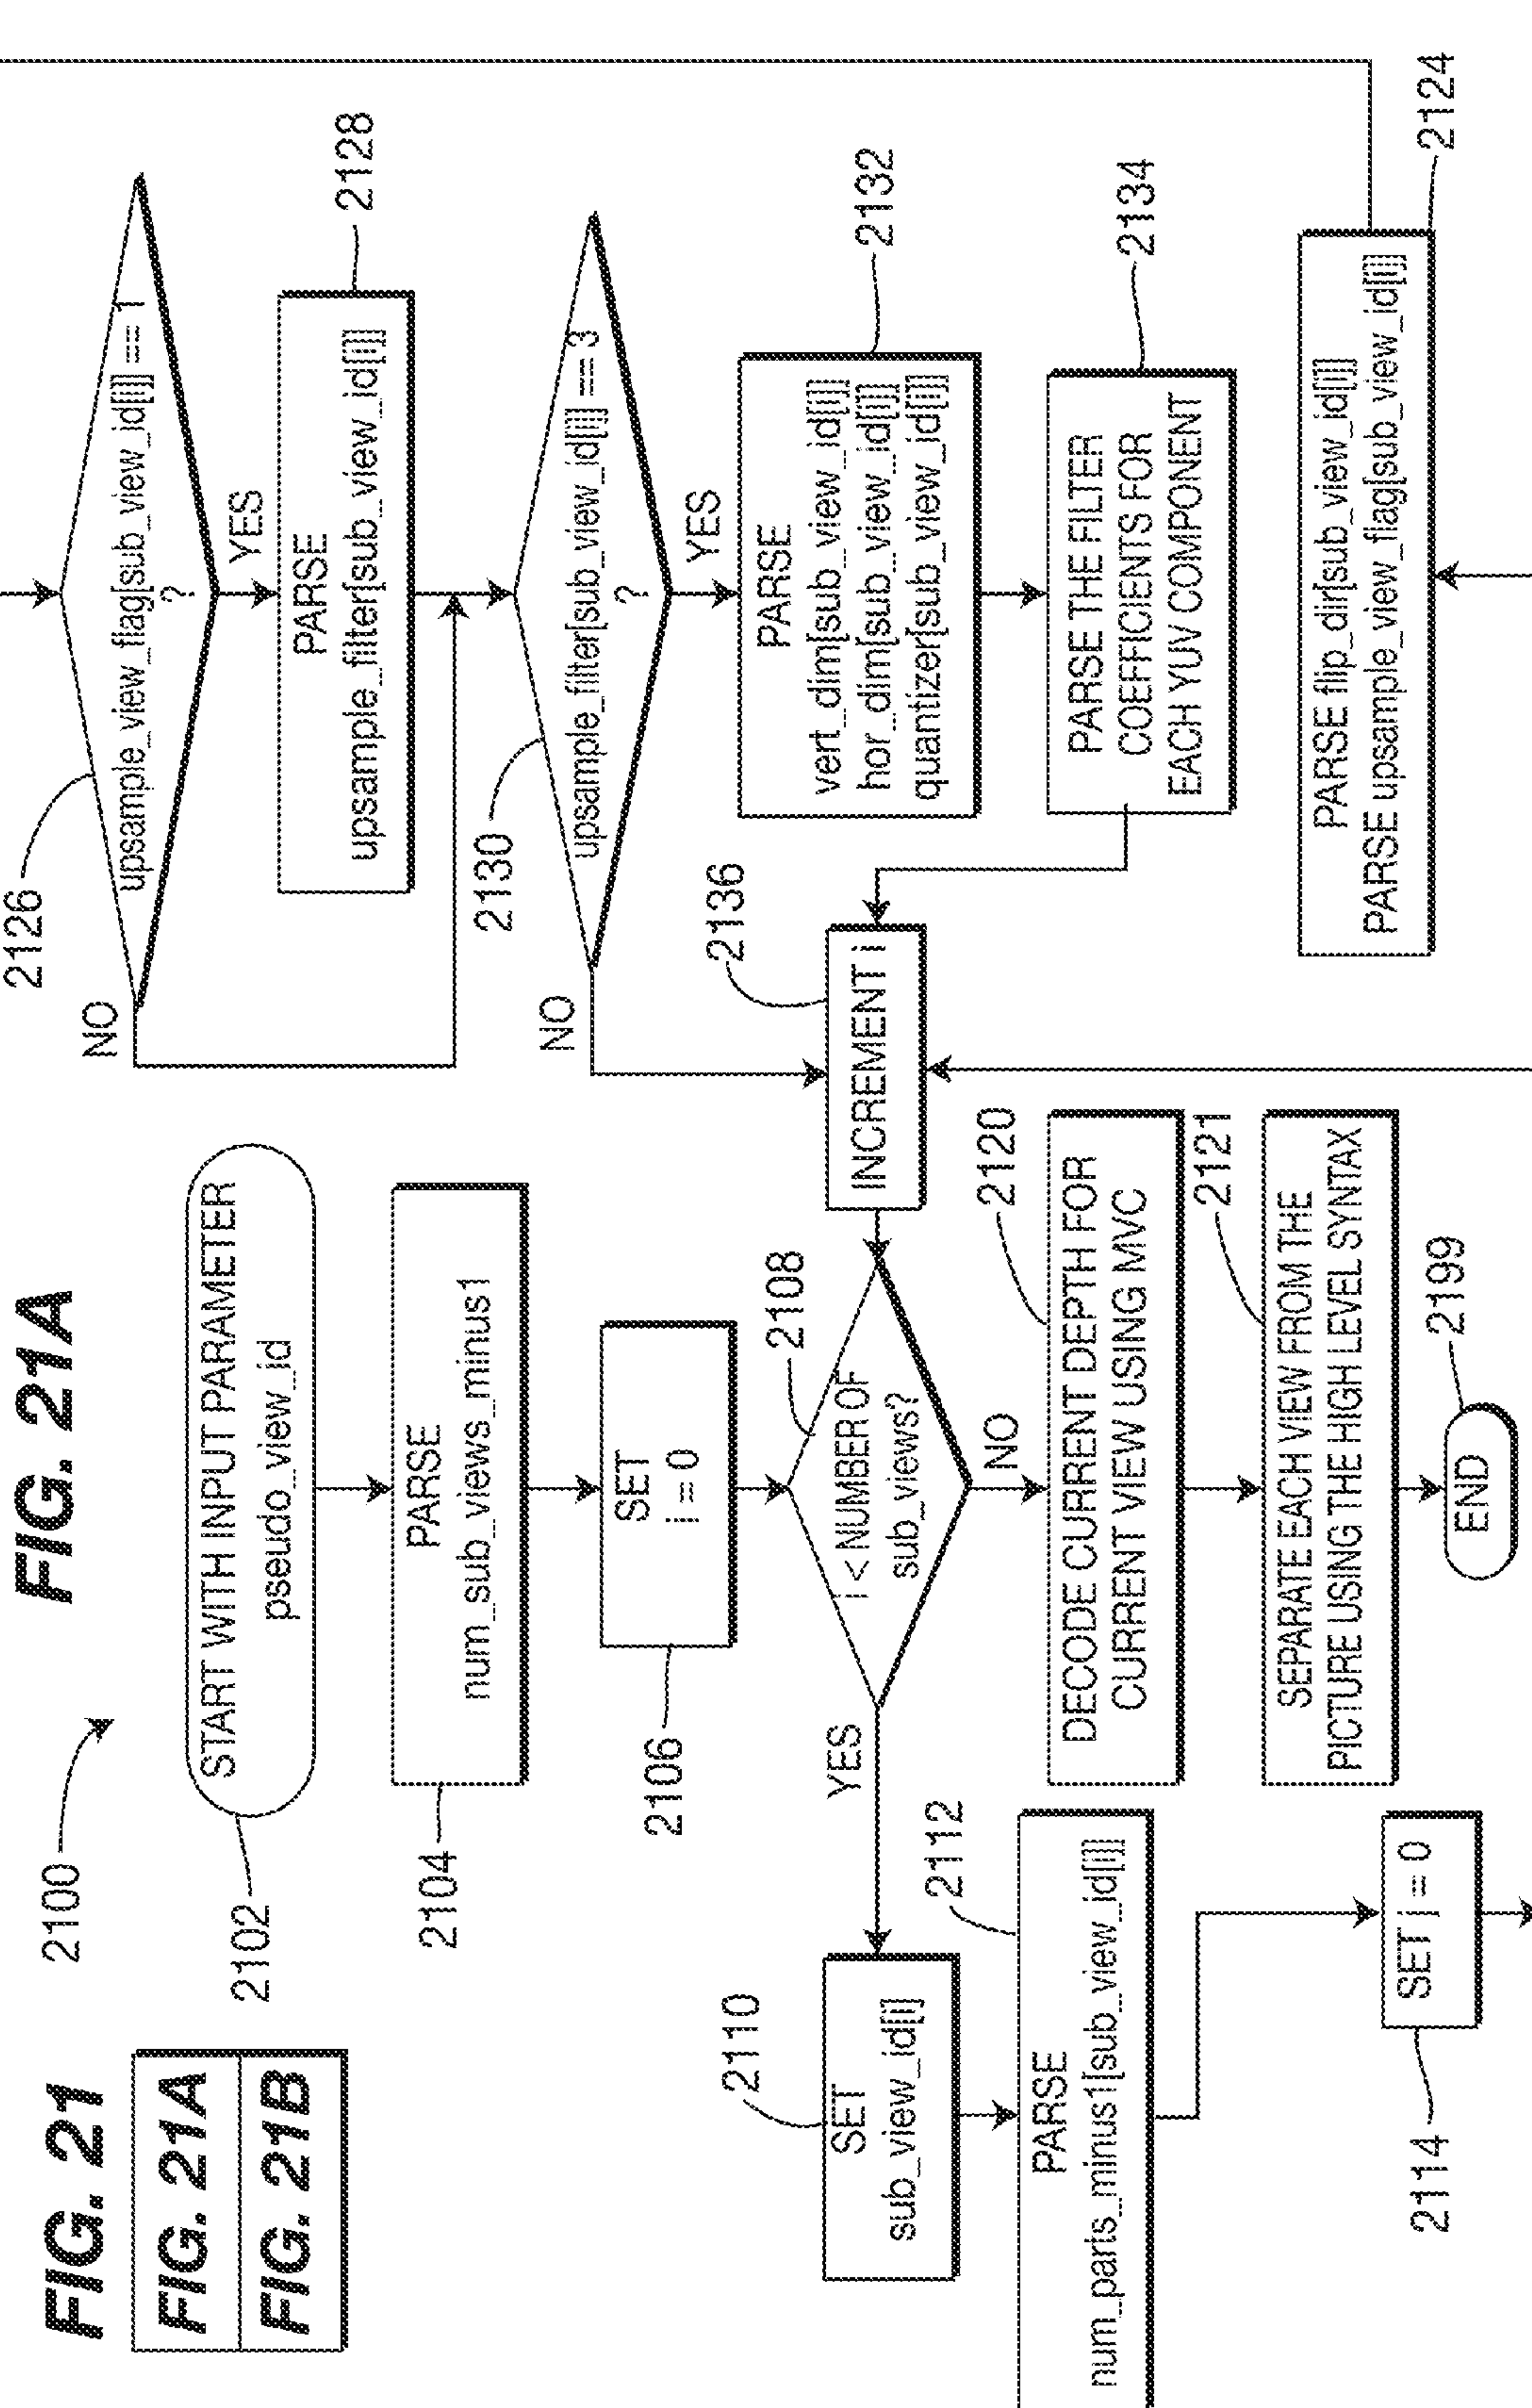 FIG. 21
FIG. 21A
FIG. 21B
FIG. 21A
2100
2102
START WITH INPUT PARAMETER
pseudo_view_id
2104
PARSE
num_sub_views_minus1
2106
SET
i = 0
2108
i < NUMBER OF
sub_views?
YES
NO
2110
SET
sub_view_id[i]
2112
PARSE
num_parts_minus1[sub_view_id[i]]
2114
SET j = 0
2120
DECODE CURRENT DEPTH FOR
CURRENT VIEW USING MVC
2121
SEPARATE EACH VIEW FROM THE
PICTURE USING THE HIGH LEVEL SYNTAX
2199
END
2126
upsample_view_flag[sub_view_id[i]] == 1
?
NO
YES
2128
PARSE
upsample_filter[sub_view_id[i]]
2130
upsample_filter[sub_view_id[i]] == 3
?
NO
YES
2132
PARSE
vert_dim[sub_view_id[i]]
hor_dim[sub_view_id[i]]
quantizer[sub_view_id[i]]
2134
PARSE THE FILTER
COEFFICIENTS FOR
EACH YUV COMPONENT
2136
INCREMENT i
2124
PARSE flip_dir[sub_view_id[i]]
PARSE upsample_view_flag[sub_view_id[i]]